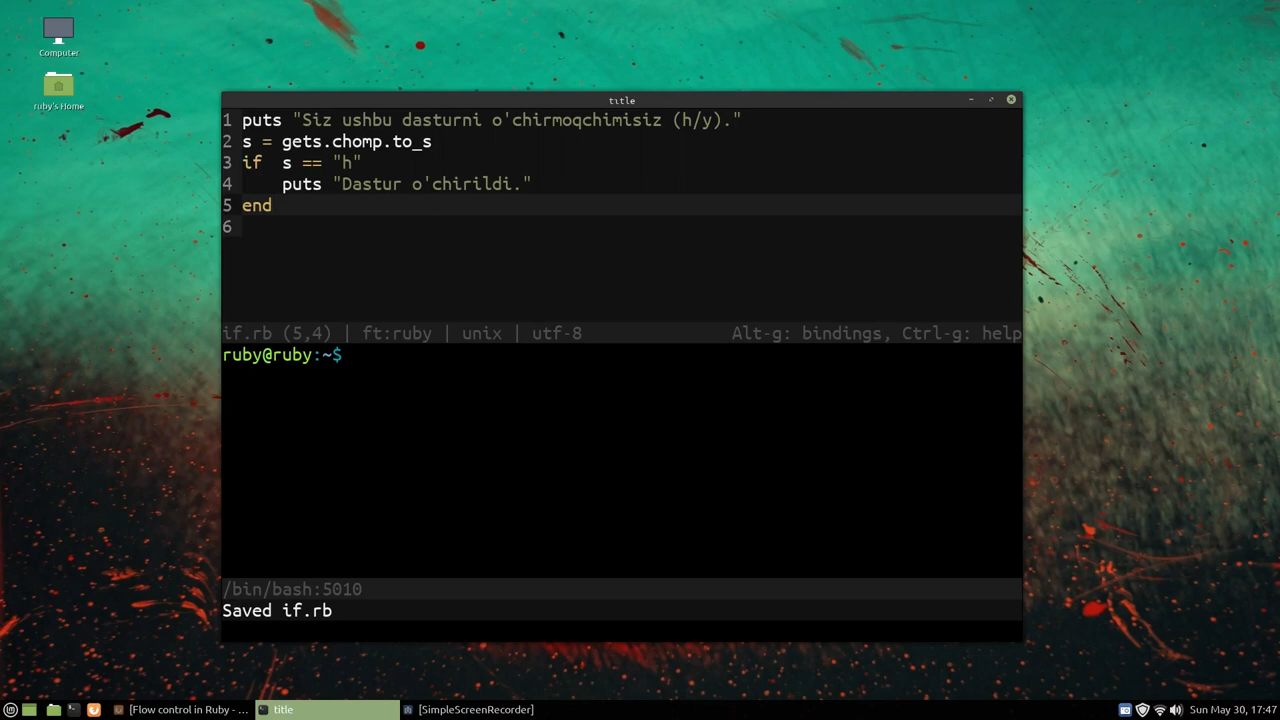 Computer
ruby's Home
title
1 puts "Siz ushbu dasturni o'chirmoqchimisiz (h/y)."
2 s = gets.chomp.to_s
3 if  s == "h"
4     puts "Dastur o'chirildi."
5 end
6
if.rb (5,4) | ft:ruby | unix | utf-8 Alt-g: bindings, Ctrl-g: help
ruby@ruby:~$
/bin/bash:5010
Saved if.rb
[Flow control in Ruby - ... title [SimpleScreenRecorder] Sun May 30, 17:47